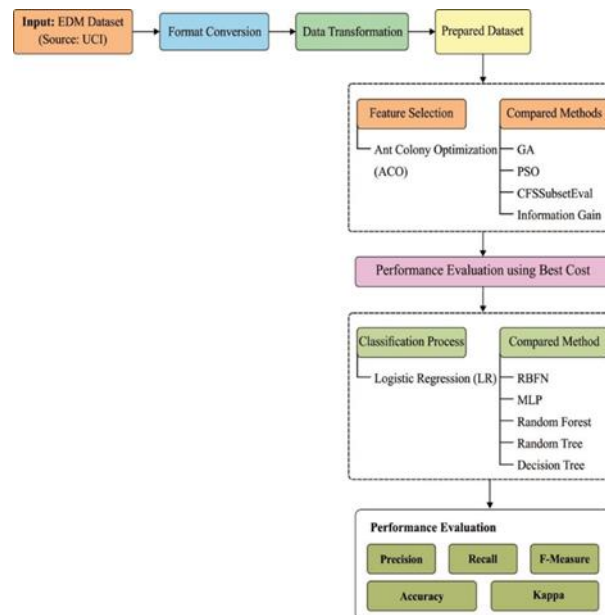 Input: EDM Dataset
(Source: UCI)
Format Conversion
Data Transformation
Prepared Dataset
Feature Selection
Ant Colony Optimization
(ACO)
Compared Methods
GA
PSO
CFSSubsetEval
Information Gain
Performance Evaluation using Best Cost
Classification Process
Logistic Regression (LR)
Compared Method
RBFN
MLP
Random Forest
Random Tree
Decision Tree
Performance Evaluation
Precision
Recall
F-Measure
Accuracy
Kappa